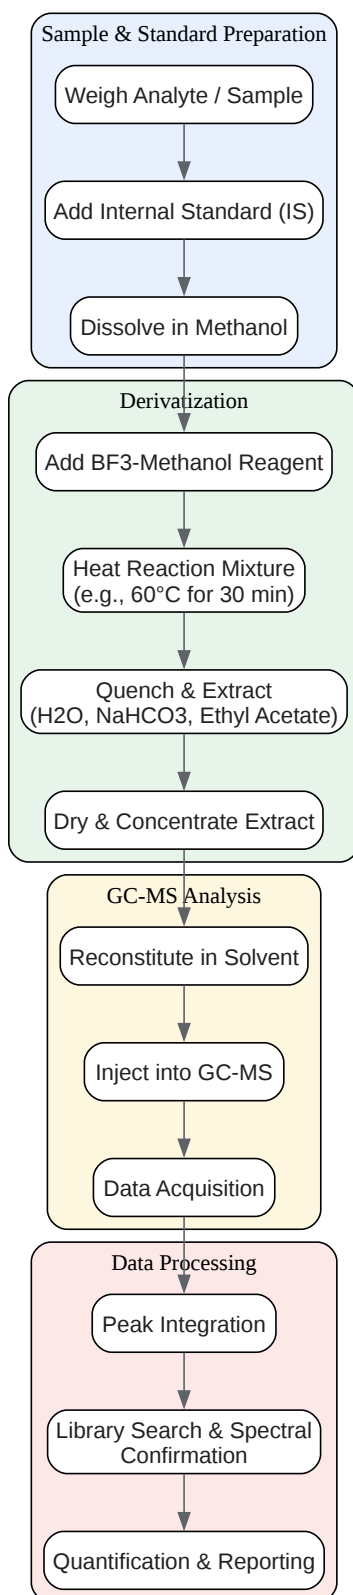 Sample & Standard Preparation
Weigh Analyte / Sample
Add Internal Standard (IS)
Dissolve in Methanol
Derivatization
Add BF3-Methanol Reagent
Heat Reaction Mixture
(e.g., 60°C for 30 min)
Quench & Extract
(H2O, NaHCO3, Ethyl Acetate)
Dry & Concentrate Extract
GC-MS Analysis
Reconstitute in Solvent
Inject into GC-MS
Data Acquisition
Data Processing
Peak Integration
Library Search & Spectral
Confirmation
Quantification & Reporting